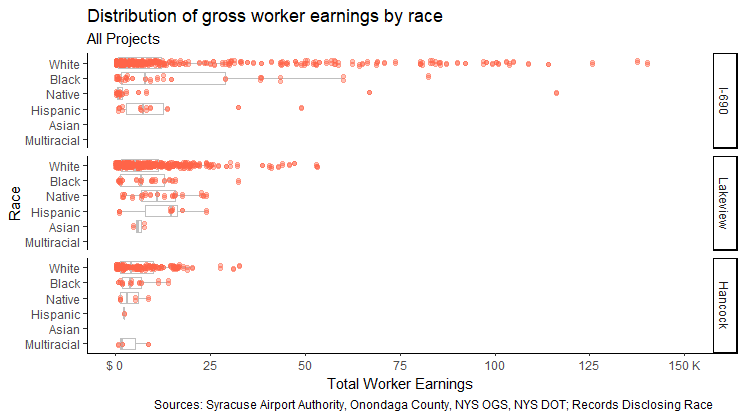 Distribution of gross worker earnings by race
All Projects
Race
White
Black
Native
Hispanic
Asian
Multiracial
I-690
White
Black
Native
Hispanic
Asian
Multiracial
Lakeview
White
Black
Native
Hispanic
Asian
Multiracial
Hancock
$ 0 25 50 75 100 125 150 K
Total Worker Earnings
Sources: Syracuse Airport Authority, Onondaga County, NYS OGS, NYS DOT; Records Disclosing Race